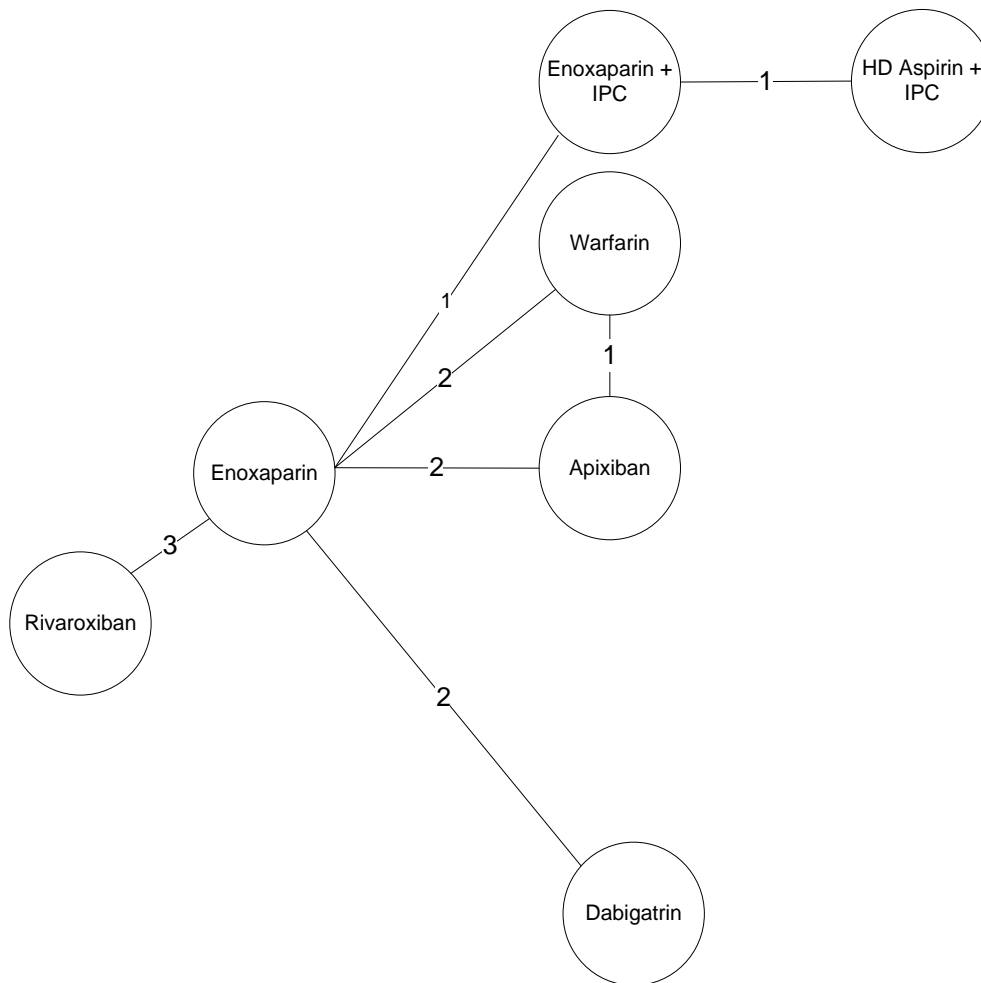 Enoxaparin +
IPC
1
HD Aspirin +
IPC
Warfarin
1
1
2
Enoxaparin
2
Apixiban
3
Rivaroxiban
2
Dabigatrin